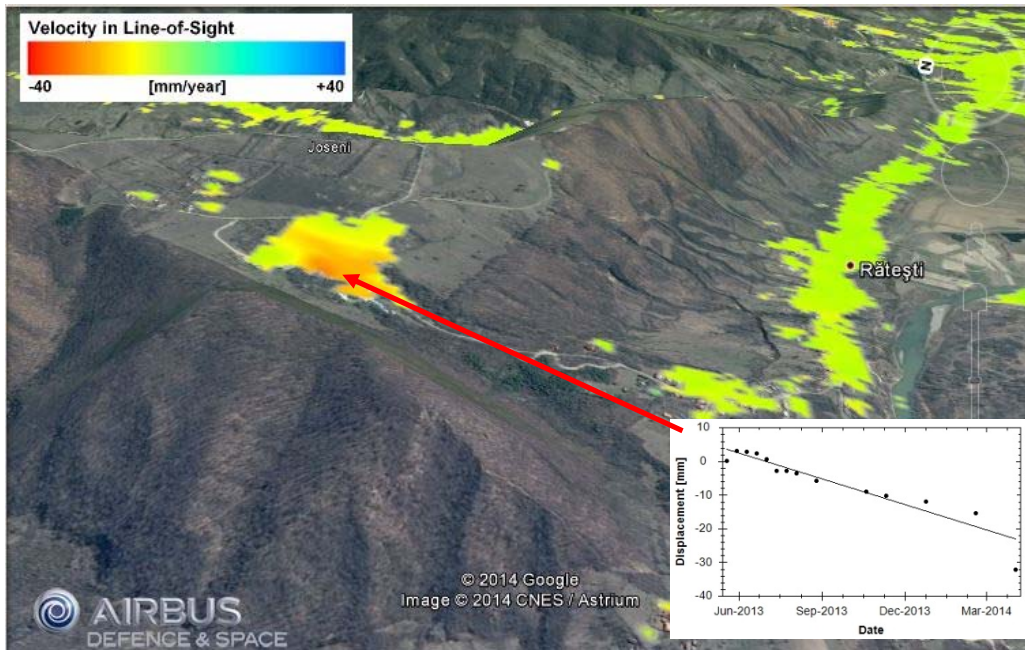 Velocity in Line-of-Sight
-40 [mm/year] +40
N
Joseni
Rătești
10
0
-10
-20
-30
-40
Displacement [mm]
Jun-2013 Sep-2013 Dec-2013 Mar-2014
Date
© 2014 Google
Image © 2014 CNES / Astrium
AIRBUS
DEFENCE & SPACE